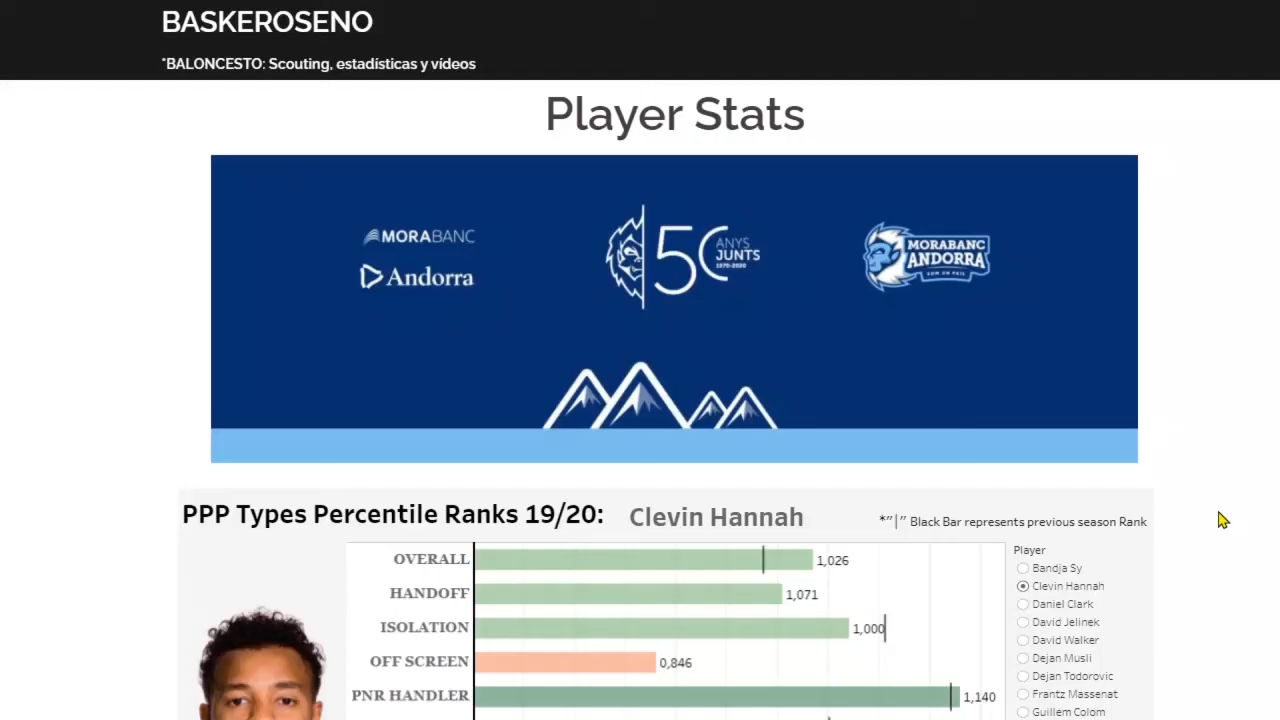 BASKEROSENO
*BALONCESTO: Scouting, estadísticas y vídeos
Player Stats
MORABANC
Andorra
50 ANYS
JUNTS
1970-2020
MORABANC
ANDORRA
SOM UN PAÍS
PPP Types Percentile Ranks 19/20: Clevin Hannah
*"|" Black Bar represents previous season Rank
OVERALL 1,026
HANDOFF 1,071
ISOLATION 1,000
OFF SCREEN 0,846
PNR HANDLER 1,140
Player
Bandja Sy
Clevin Hannah
Daniel Clark
David Jelinek
David Walker
Dejan Musli
Dejan Todorovic
Frantz Massenat
Guillem Colom